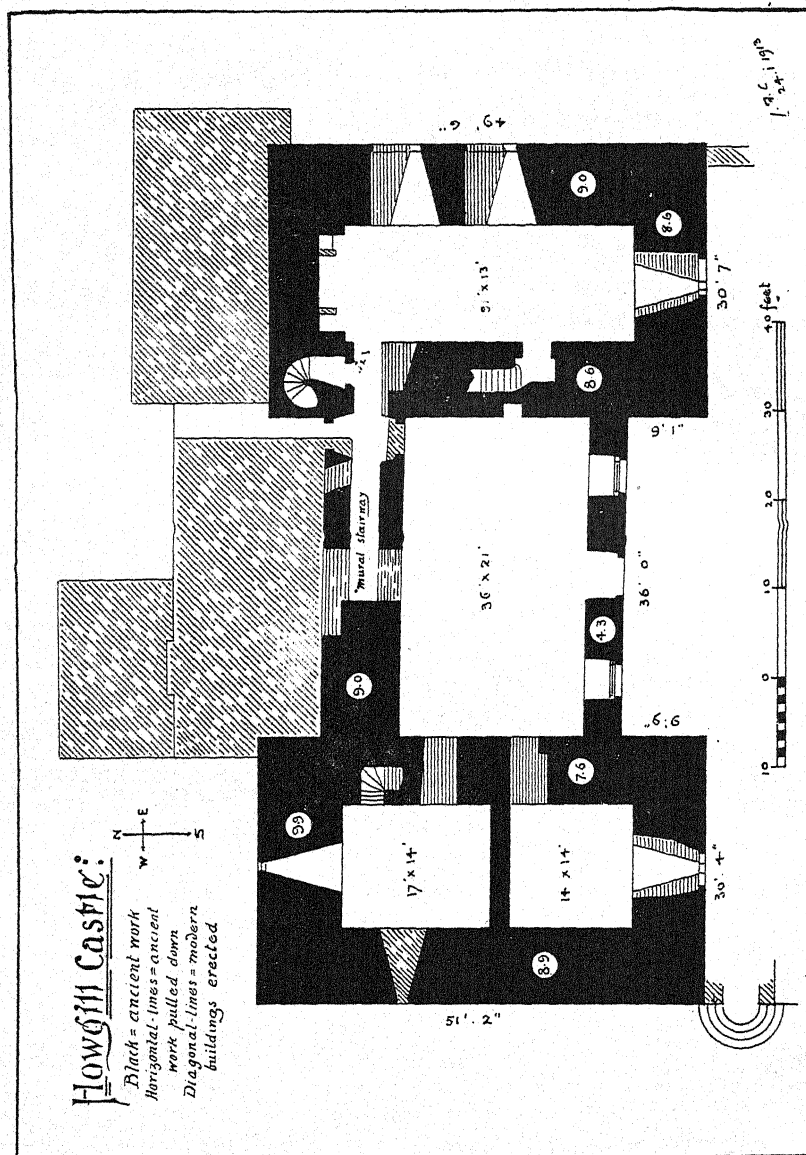 Howgill Castle:
Black = ancient work
Horizontal-lines = ancient
work pulled down
Diagonal-lines = modern
buildings erected
N
E
W
S
49' 6"
9.0
8.6
30' 7"
8.6
9' 1"
"mural stairway
36' x 21'
36' 0"
4.3
9.0
9' 9"
7.6
17' x 14'
14 x 14'
30'. 4"
8.9
51'. 2"
10
0
10
20
30
40 feet
24. i 1913